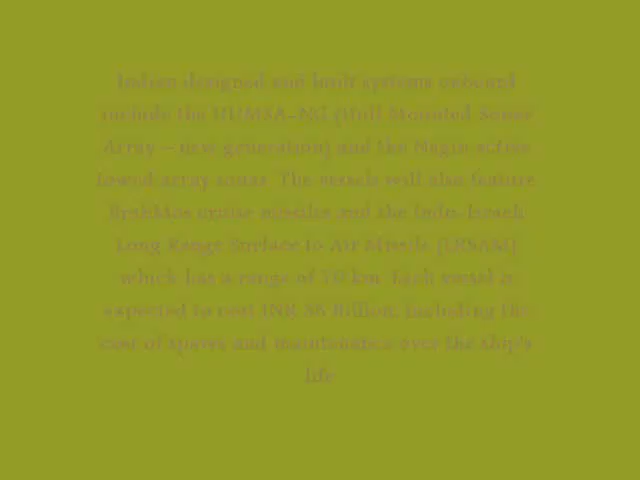 Indian designed and built systems onboard
include the HUMSA-NG (Hull Mounted Sonar
Array – new generation) and the Nagin active
towed array sonar. The vessels will also feature
BrahMos cruise missiles and the Indo-Israeli
Long Range Surface to Air Missile (LRSAM)
which has a range of km. Each vessel is
expected to cost INR Billion, including the
cost of spares and maintenance over the ship's
life